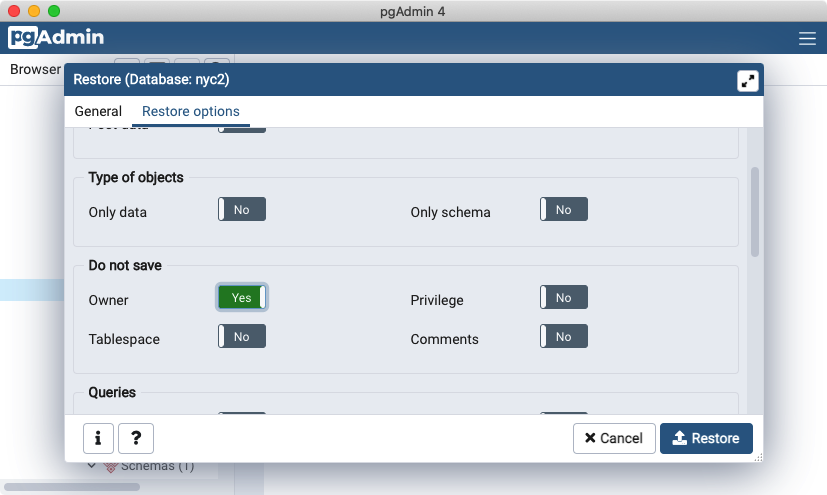 pgAdmin 4
pgAdmin
Browser
Restore (Database: nyc2)
General Restore options
Type of objects
Only data No Only schema No
Do not save
Owner Yes Privilege No
Tablespace No Comments No
Queries
i ? Cancel Restore
Schemas (1)